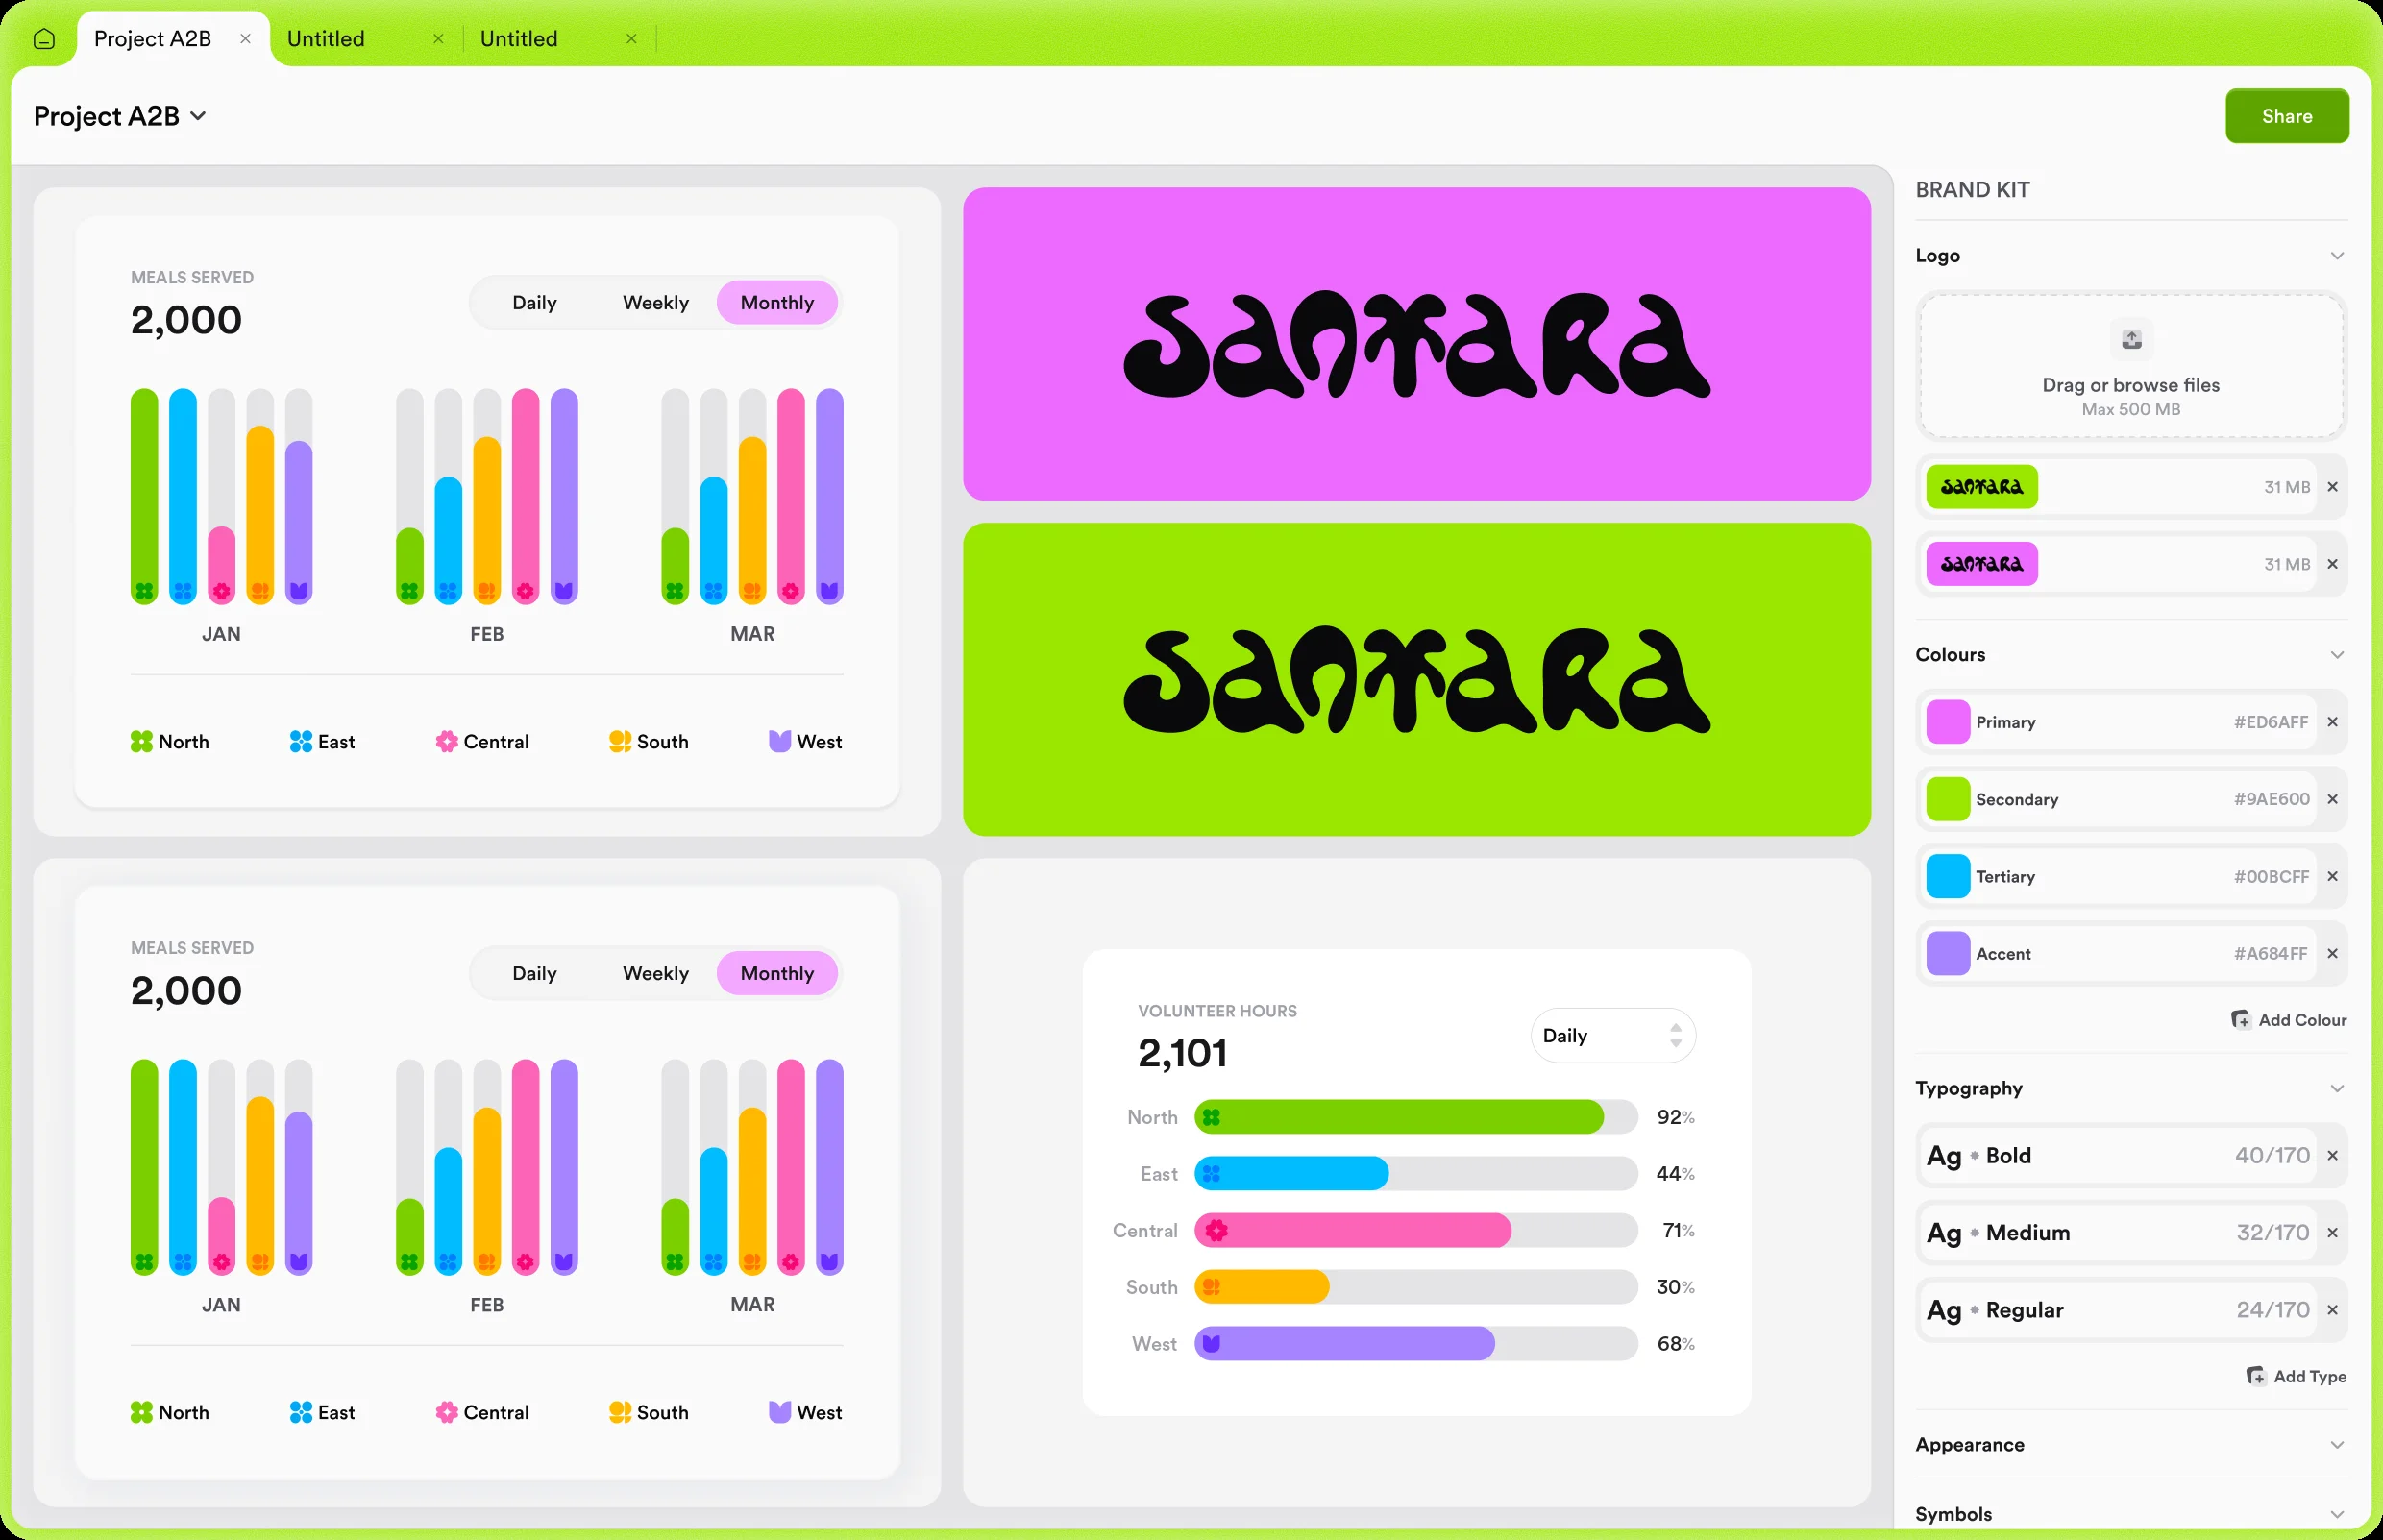 Project A2B
Untitled
Untitled
Project A2B
Share
MEALS SERVED
2,000
Daily Weekly Monthly
JAN FEB MAR
North East Central South West
SaNTaRa
SaNTaRa
MEALS SERVED
2,000
Daily Weekly Monthly
JAN FEB MAR
North East Central South West
VOLUNTEER HOURS
2,101
Daily
North 92%
East 44%
Central 71%
South 30%
West 68%
BRAND KIT
Logo
Drag or browse files
Max 500 MB
SaNTaRa 31 MB
SaNTaRa 31 MB
Colours
Primary #ED6AFF
Secondary #9AE600
Tertiary #00BCFF
Accent #A684FF
Add Colour
Typography
Ag Bold 40/170
Ag Medium 32/170
Ag Regular 24/170
Add Type
Appearance
Symbols